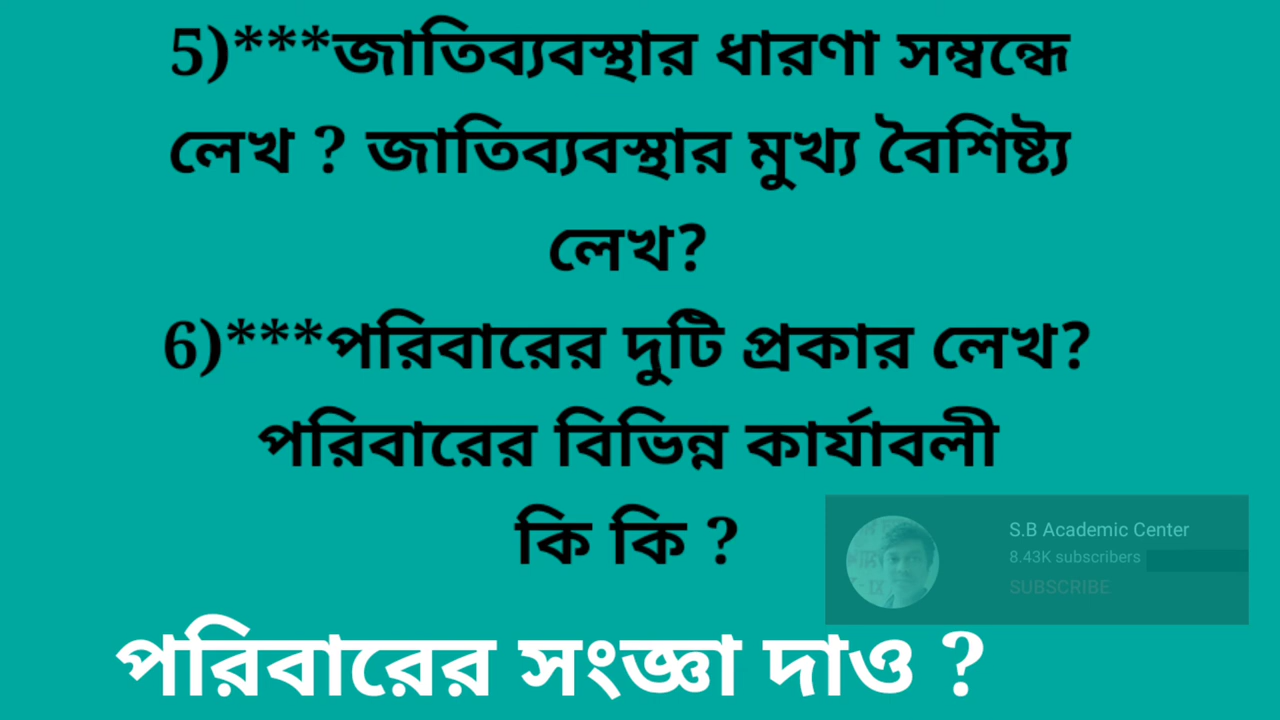 5)***জাতিব্যবস্থার ধারণা সম্বন্ধে
লেখ ? জাতিব্যবস্থার মুখ্য বৈশিষ্ট্য
লেখ?
6)***পরিবারের দুটি প্রকার লেখ?
পরিবারের বিভিন্ন কার্যাবলী
কি কি ?
S.B Academic Center
8.43K subscribers
SUBSCRIBE
পরিবারের সংজ্ঞা দাও ?